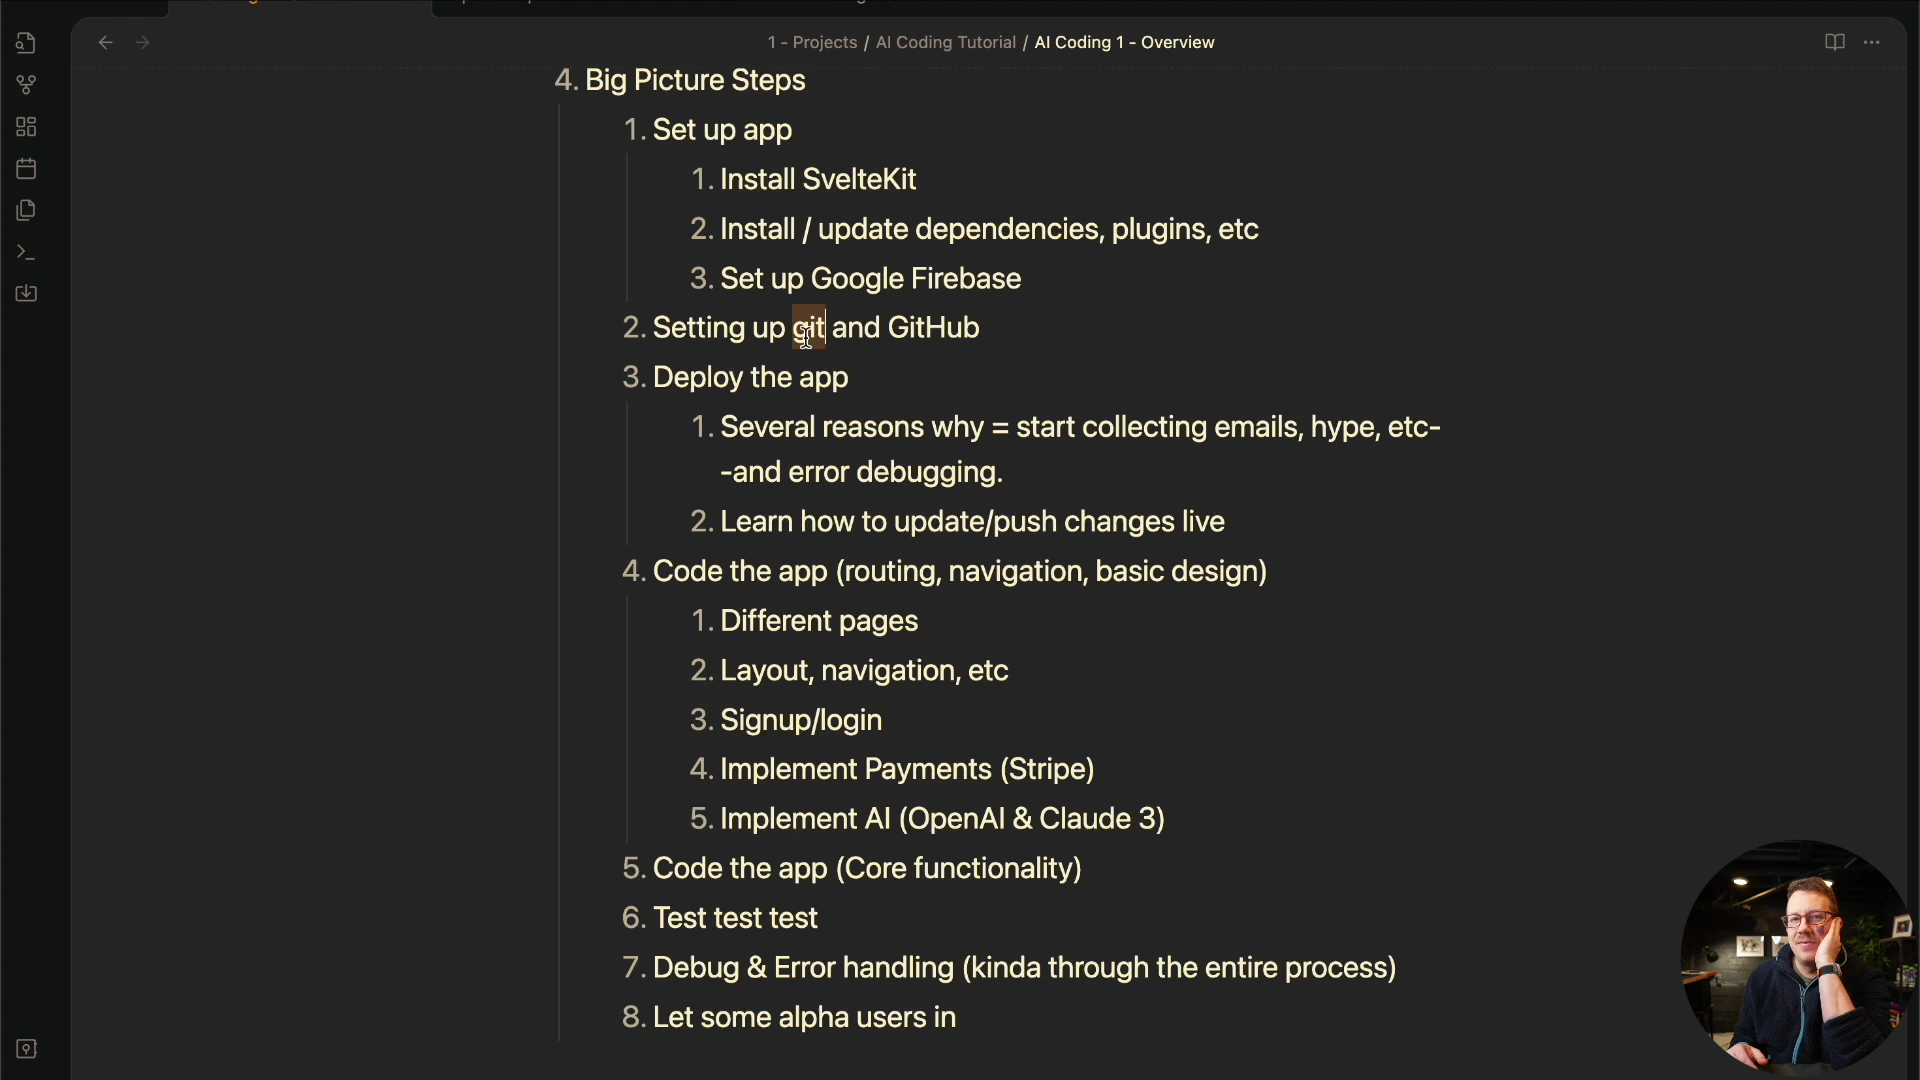 1 - Projects / AI Coding Tutorial / AI Coding 1 - Overview
4. Big Picture Steps
1. Set up app
1. Install SvelteKit
2. Install / update dependencies, plugins, etc
3. Set up Google Firebase
2. Setting up git and GitHub
3. Deploy the app
1. Several reasons why = start collecting emails, hype, etc-
-and error debugging.
2. Learn how to update/push changes live
4. Code the app (routing, navigation, basic design)
1. Different pages
2. Layout, navigation, etc
3. Signup/login
4. Implement Payments (Stripe)
5. Implement AI (OpenAI & Claude 3)
5. Code the app (Core functionality)
6. Test test test
7. Debug & Error handling (kinda through the entire process)
8. Let some alpha users in